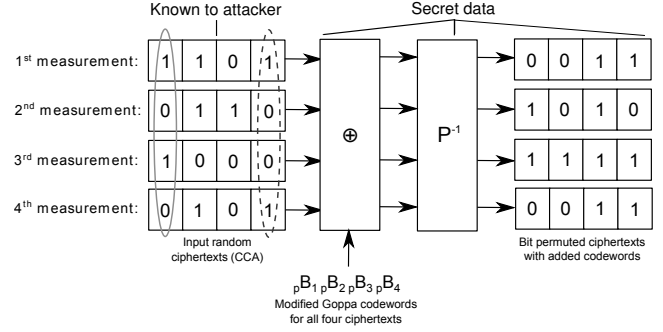 Known to attacker
Secret data
1st measurement: 1 1 0 1 0 0 1 1
2nd measurement: 0 1 1 0 1 0 1 0
3rd measurement: 1 0 0 0 1 1 1 1
4th measurement: 0 1 0 1 0 0 1 1
⊕
P-1
Input random
ciphertexts (CCA)
Bit permuted ciphertexts
with added codewords
pB1 pB2 pB3 pB4
Modified Goppa codewords
for all four ciphertexts